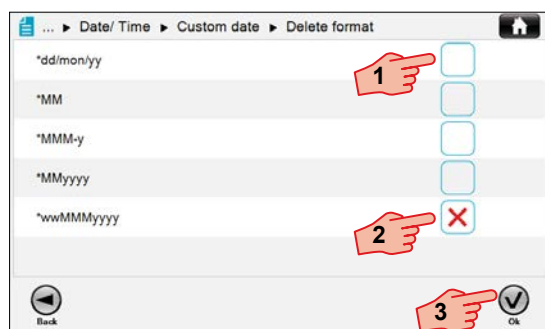 ... ► Date/ Time ► Custom date ► Delete format
*dd/mon/yy
1
*MM
*MMM-y
*MMyyyy
*wwMMMyyyy
2
3
Back
Ok